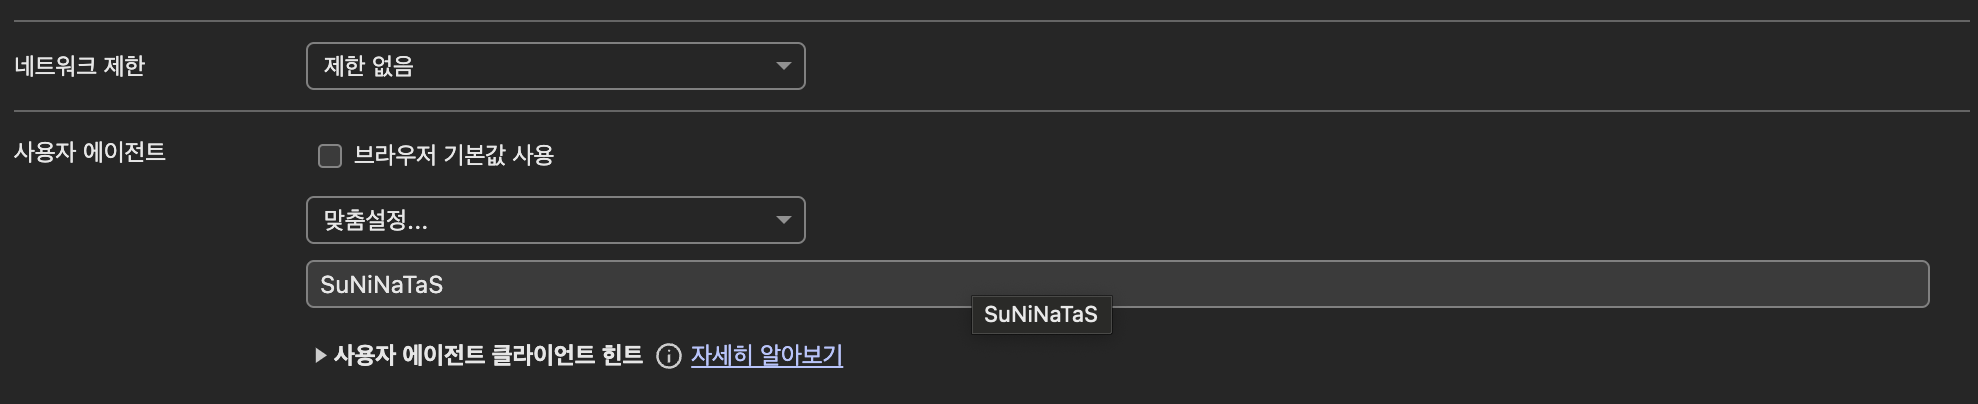 네트워크 제한
제한 없음
사용자 에이전트
브라우저 기본값 사용
맞춤설정...
SuNiNaTaS
SuNiNaTaS
사용자 에이전트 클라이언트 힌트 자세히 알아보기